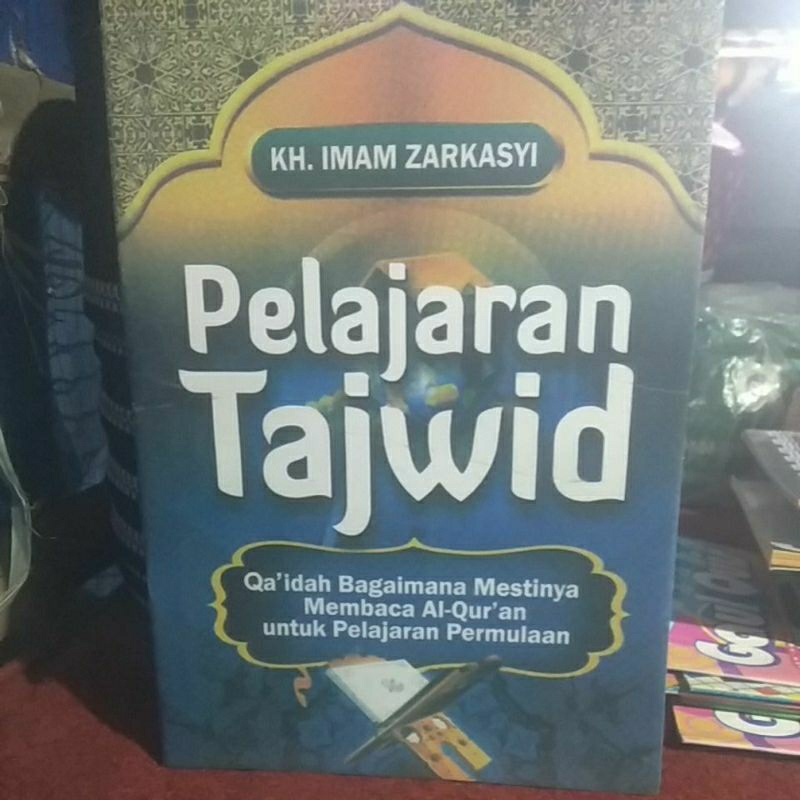 KH. IMAM ZARKASYI
Pelajaran
Tajwid
Qa'idah Bagaimana Mestinya
Membaca Al-Qur'an
untuk Pelajaran Permulaan